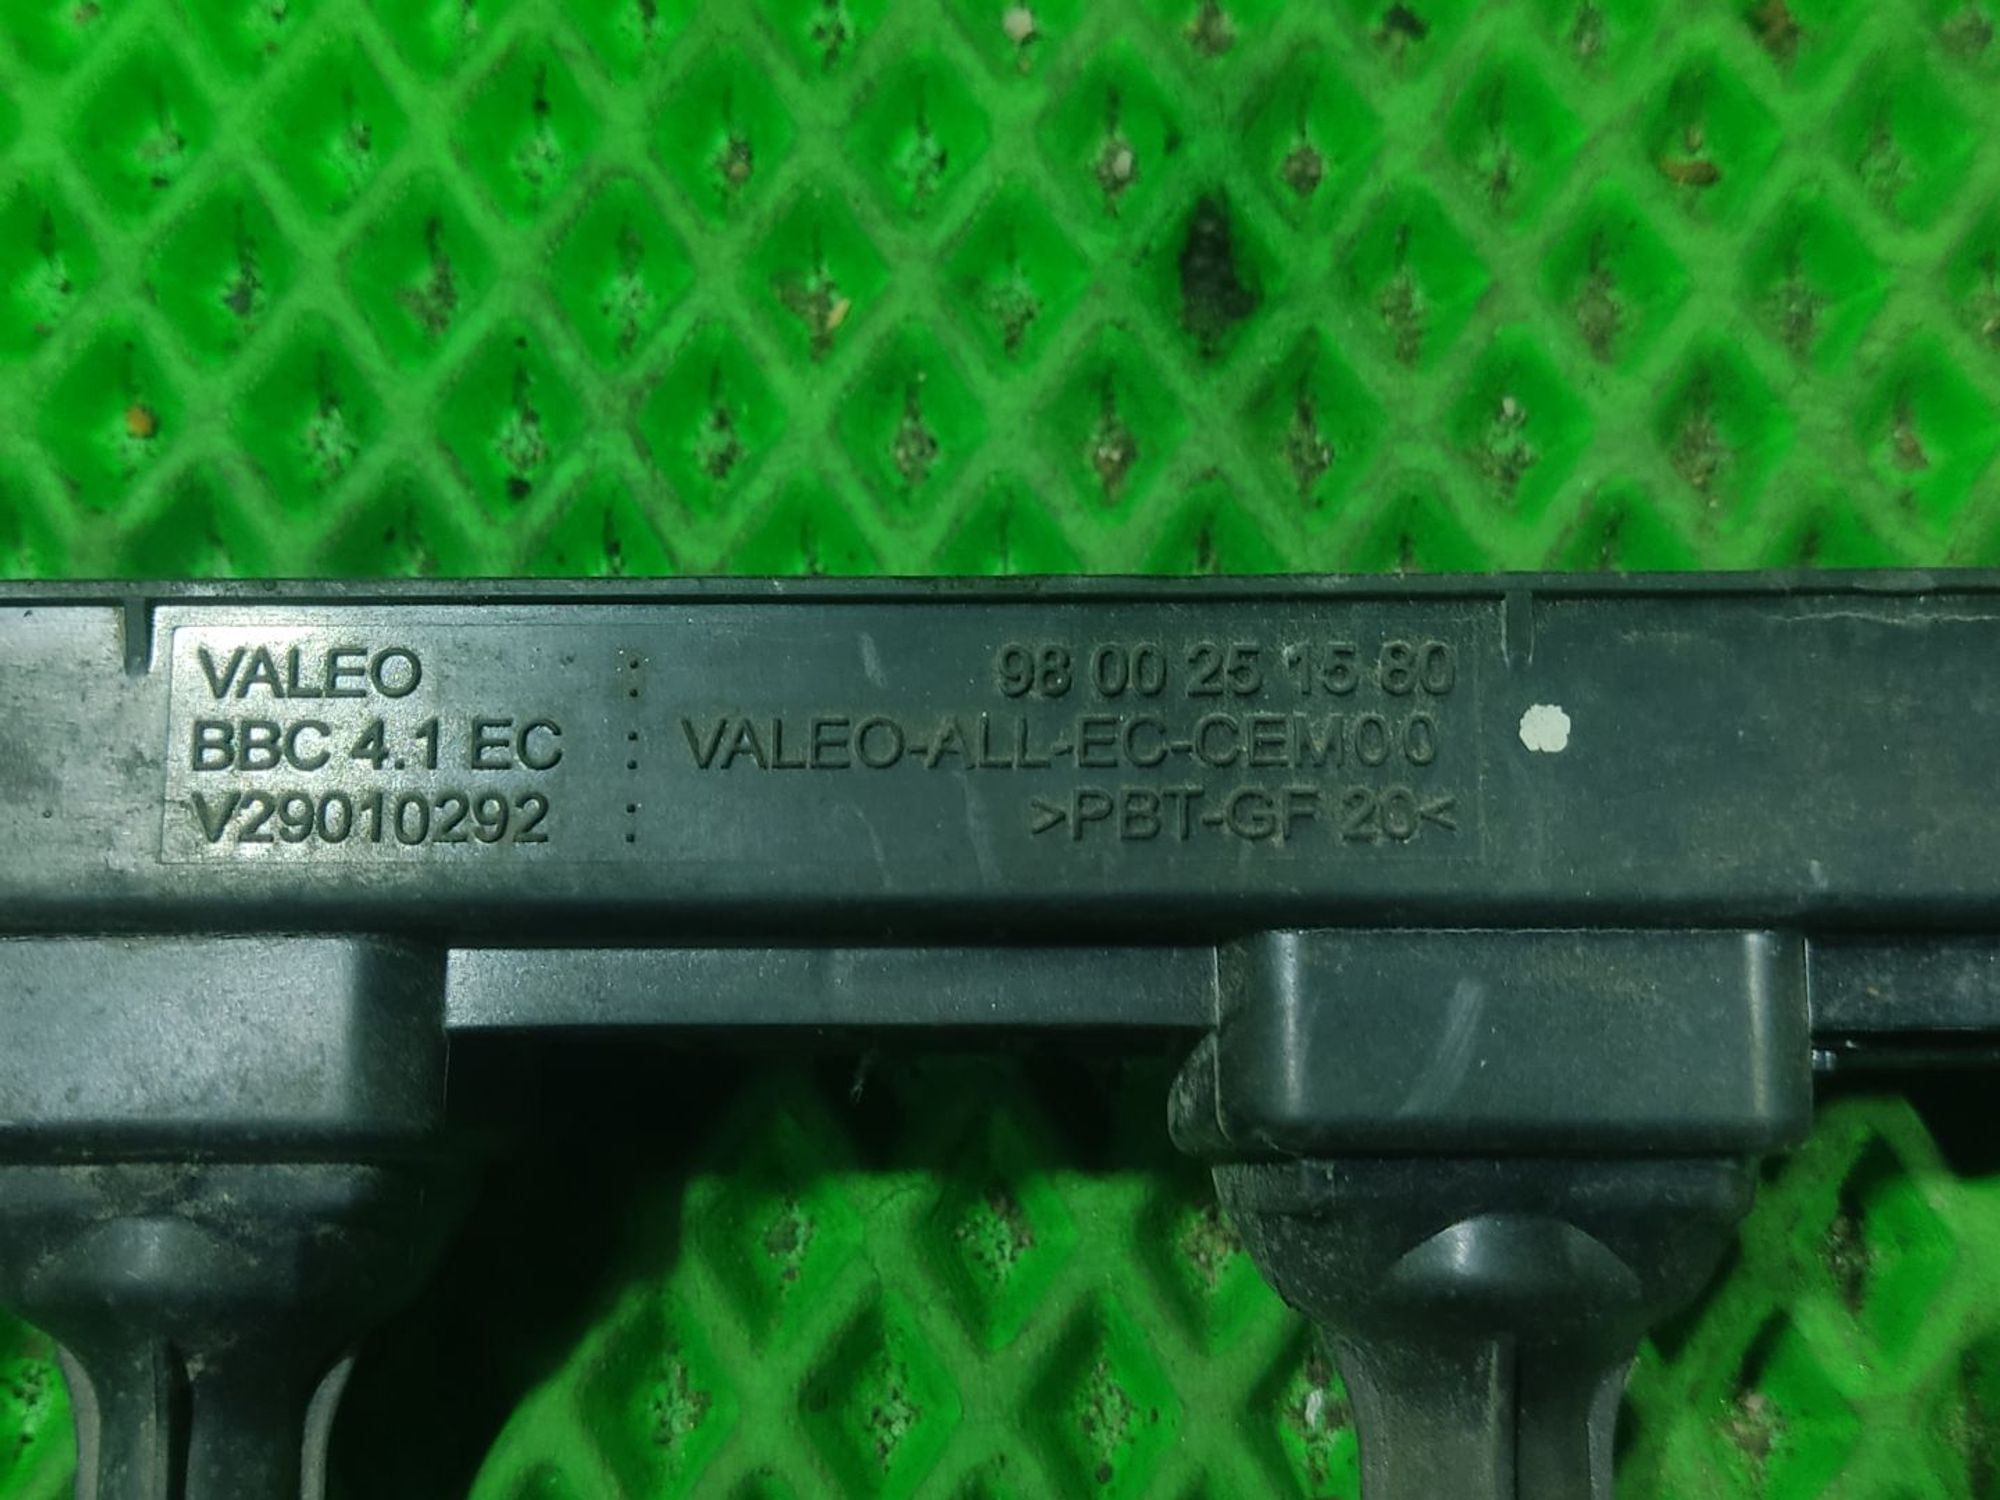 VALEO : 98 00 25 15 80
BBC 4.1 EC : VALEO-ALL-EC-CEM00
V29010292 : >PBT-GF 20<